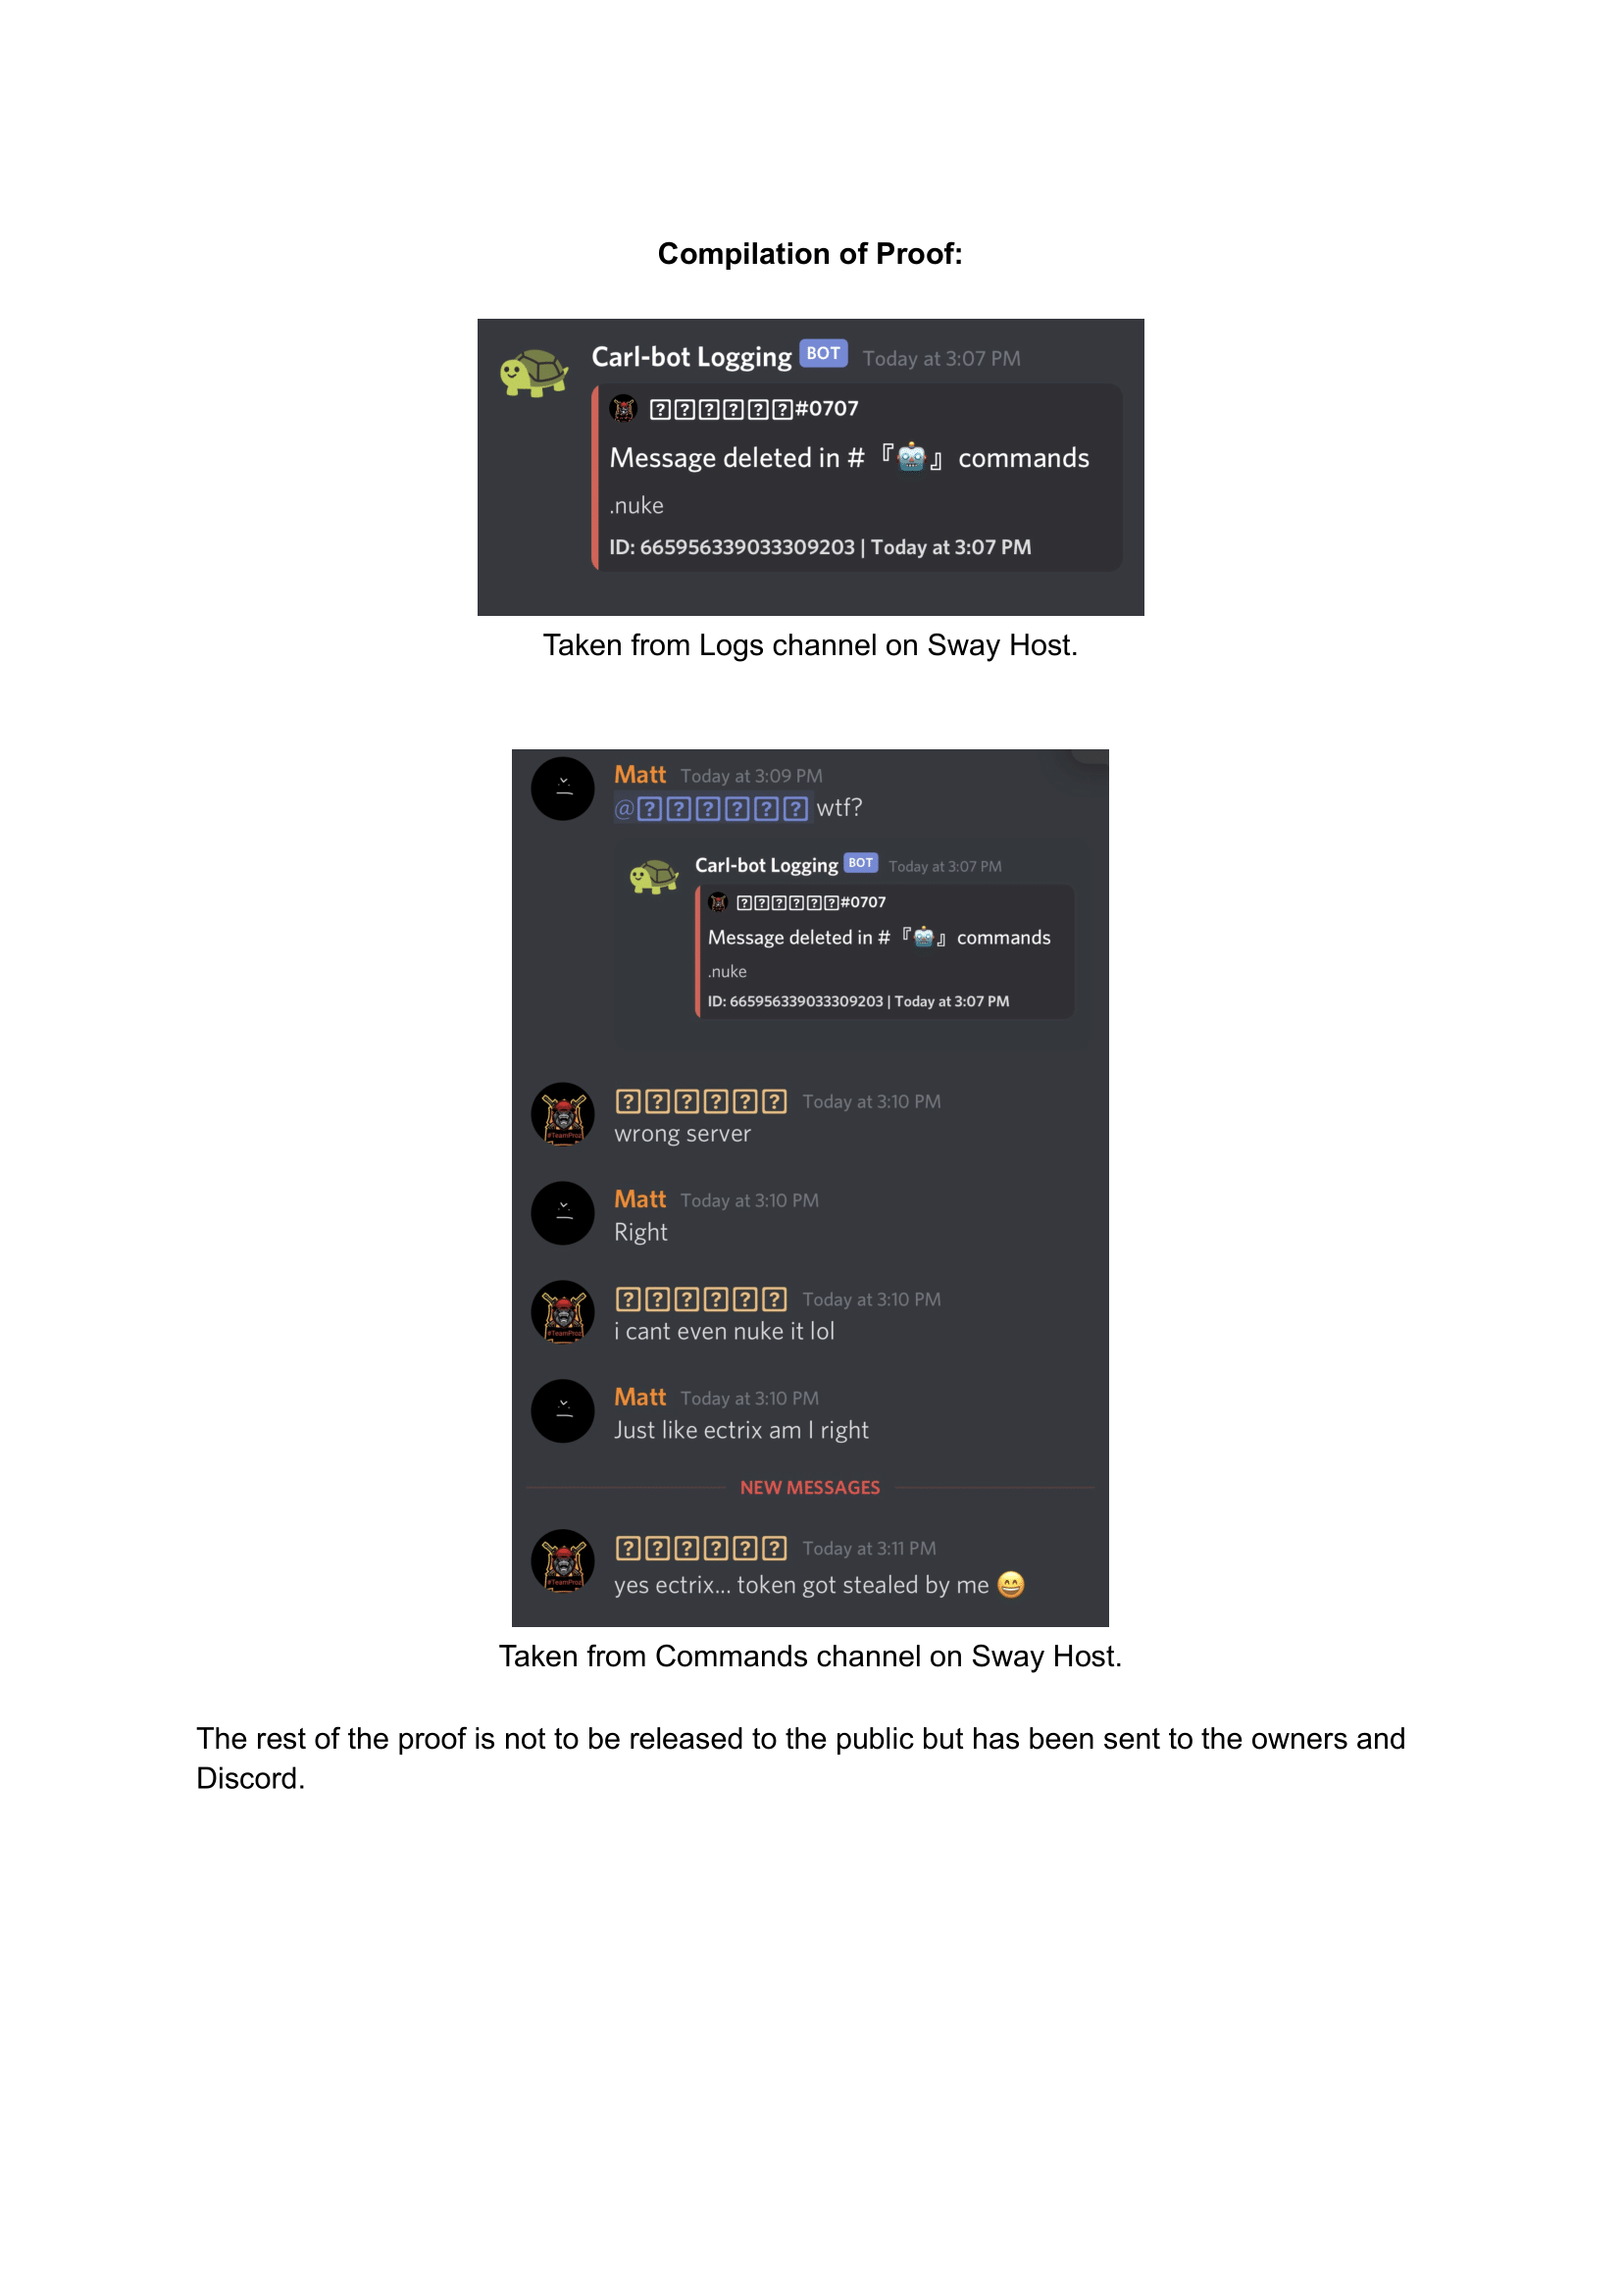 Compilation of Proof:
Carl-bot Logging BOT Today at 3:07 PM
#0707
Message deleted in # 『🤖』 commands
.nuke
ID: 665956339033309203 | Today at 3:07 PM
Taken from Logs channel on Sway Host.
Matt Today at 3:09 PM
@ wtf?
Carl-bot Logging BOT Today at 3:07 PM
#0707
Message deleted in # 『🤖』 commands
.nuke
ID: 665956339033309203 | Today at 3:07 PM
Today at 3:10 PM
wrong server
Matt Today at 3:10 PM
Right
Today at 3:10 PM
i cant even nuke it lol
Matt Today at 3:10 PM
Just like ectrix am I right
NEW MESSAGES
Today at 3:11 PM
yes ectrix... token got stealed by me 😄
Taken from Commands channel on Sway Host.
The rest of the proof is not to be released to the public but has been sent to the owners and
Discord.